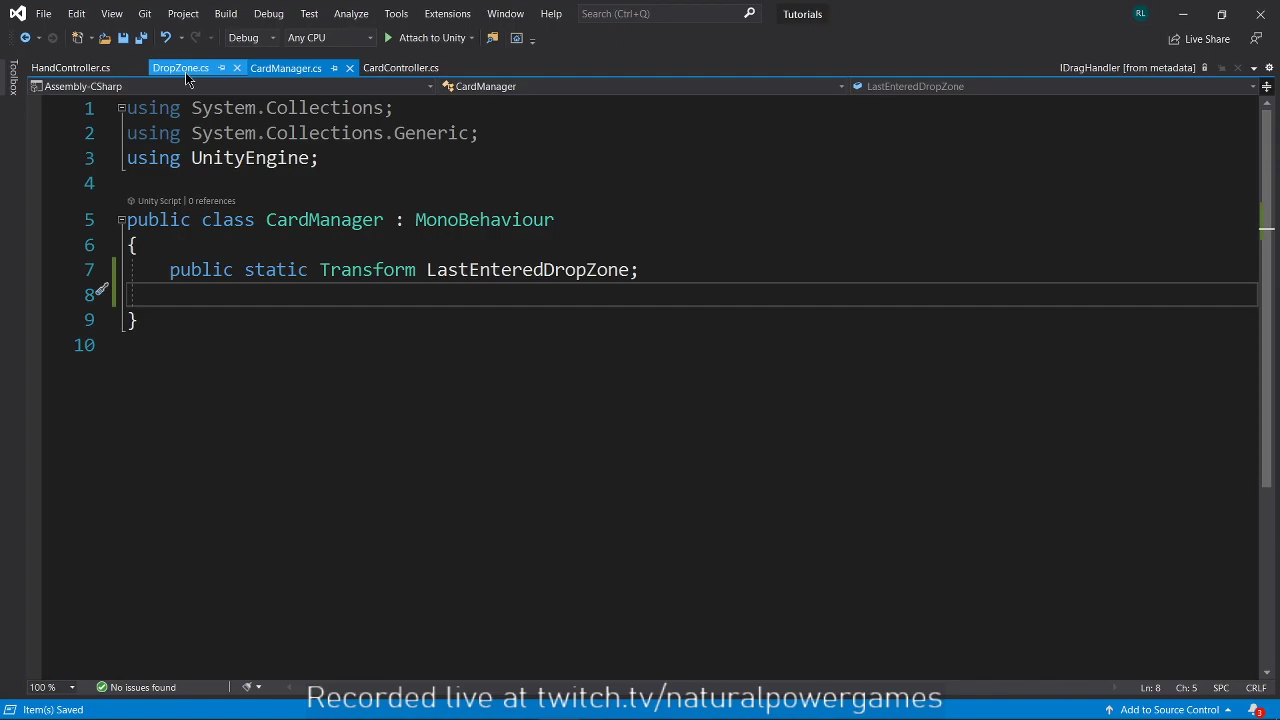 File Edit View Git Project Build Debug Test Analyze Tools Extensions Window Help Search (Ctrl+Q) Tutorials RL
Debug Any CPU Attach to Unity Live Share
Toolbox
HandController.cs DropZone.cs CardManager.cs CardController.cs IDragHandler [from metadata]
Assembly-CSharp CardManager LastEnteredDropZone
1 using System.Collections;
2 using System.Collections.Generic;
3 using UnityEngine;
4
Unity Script | 0 references
5 public class CardManager : MonoBehaviour
6 {
7 public static Transform LastEnteredDropZone;
8
9 }
10
100 % No issues found Ln: 8 Ch: 5 SPC CRLF
Recorded live at twitch.tv/naturalpowergames
Item(s) Saved Add to Source Control 3